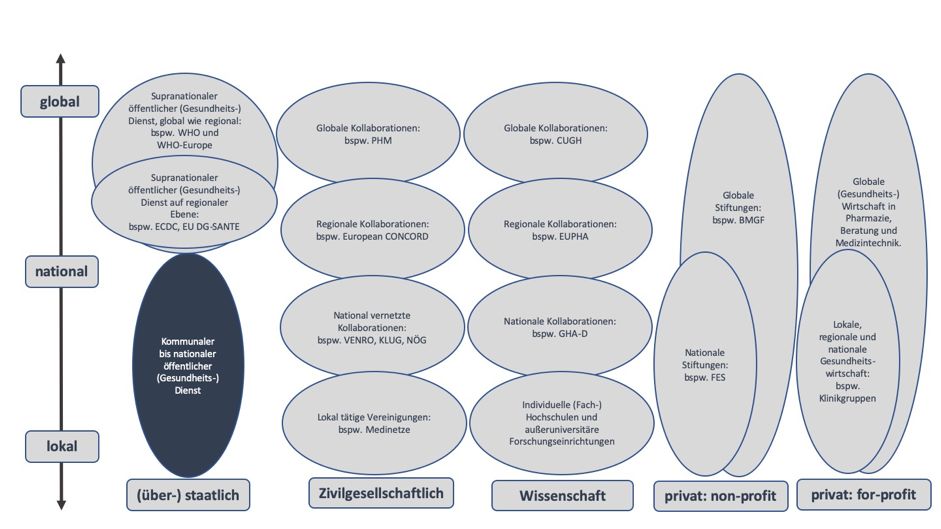 global
national
lokal
Supranationaler
öffentlicher (Gesundheits-)
Dienst, global wie regional:
bspw. WHO und
WHO-Europe
Supranationaler
öffentlicher (Gesundheits-)
Dienst auf regionaler
Ebene:
bspw. ECDC, EU DG-SANTE
Kommunaler
bis nationaler
öffentlicher
(Gesundheits-)
Dienst
(über-) staatlich
Globale Kollaborationen:
bspw. PHM
Regionale Kollaborationen:
bspw. European CONCORD
National vernetzte
Kollaborationen:
bspw. VENRO, KLUG, NÖG
Lokal tätige Vereinigungen:
bspw. Medinetze
Zivilgesellschaftlich
Globale Kollaborationen:
bspw. CUGH
Regionale Kollaborationen:
bspw. EUPHA
Nationale Kollaborationen:
bspw. GHA-D
Individuelle (Fach-)
Hochschulen und
außeruniversitäre
Forschungseinrichtungen
Wissenschaft
Globale
Stiftungen:
bspw. BMGF
Nationale
Stiftungen:
bspw. FES
privat: non-profit
Globale
(Gesundheits-)
Wirtschaft in
Pharmazie,
Beratung und
Medizintechnik.
Lokale,
regionale und
nationale
Gesundheits-
wirtschaft:
bspw.
Klinikgruppen
privat: for-profit